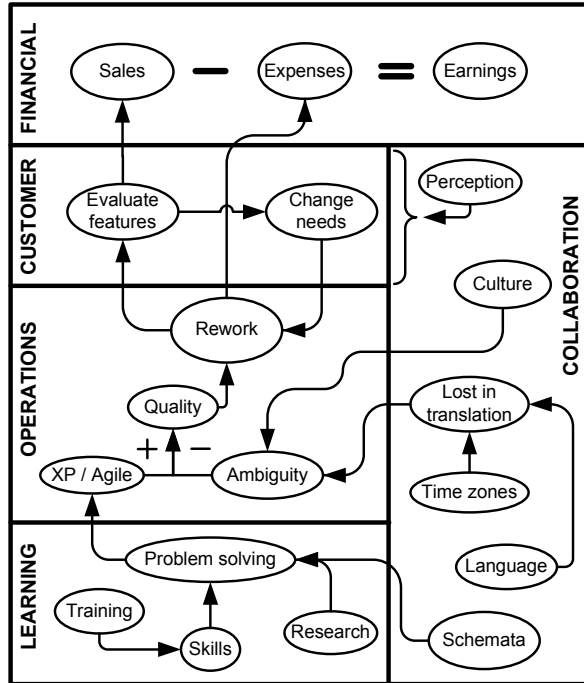 FINANCIAL
Sales
Expenses
Earnings
CUSTOMER
Evaluate
features
Change
needs
Perception
COLLABORATION
Culture
OPERATIONS
Rework
Quality
+ −
XP / Agile
Ambiguity
Lost in
translation
Time zones
Language
LEARNING
Problem solving
Training
Skills
Research
Schemata